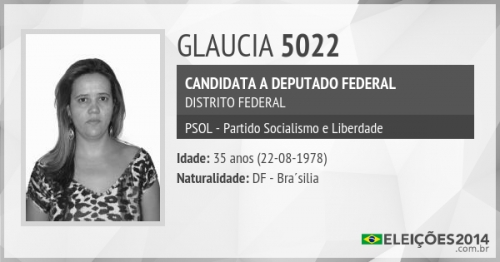 GLAUCIA 5022
CANDIDATA A DEPUTADO FEDERAL
DISTRITO FEDERAL
PSOL - Partido Socialismo e Liberdade
Idade: 35 anos (22-08-1978)
Naturalidade: DF - Bra´silia
ELEIÇÕES2014
.com.br